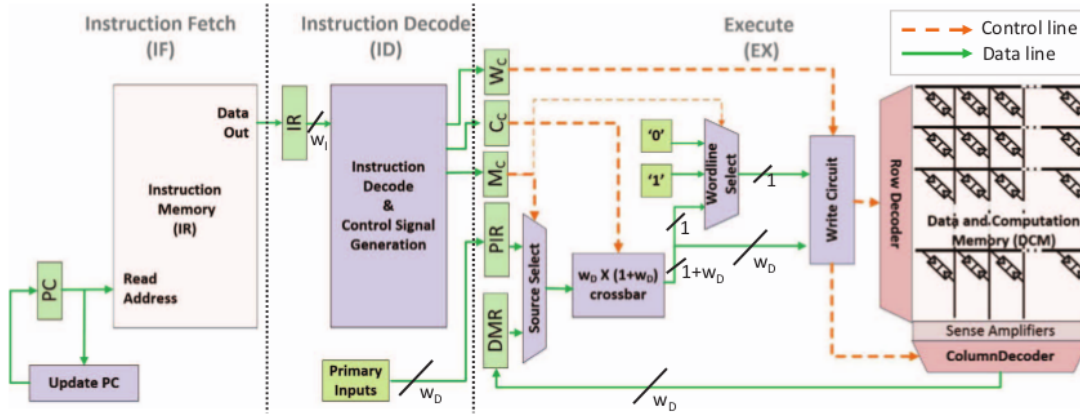 Instruction Fetch
(IF)
Instruction Decode
(ID)
Execute
(EX)
Control line
Data line
Data
Out
Instruction
Memory
(IR)
Read
Address
PC
Update PC
IR
W_I
Instruction
Decode
&
Control Signal
Generation
Primary
Inputs
W_D
W_C
C_C
M_C
PIR
DMR
Source Select
w_D X (1+w_D)
crossbar
'0'
'1'
Wordline
Select
1
1
1+w_D
W_D
Write Circuit
Row Decoder
Data and Computation
Memory (DCM)
Sense Amplifiers
ColumnDecoder
W_D